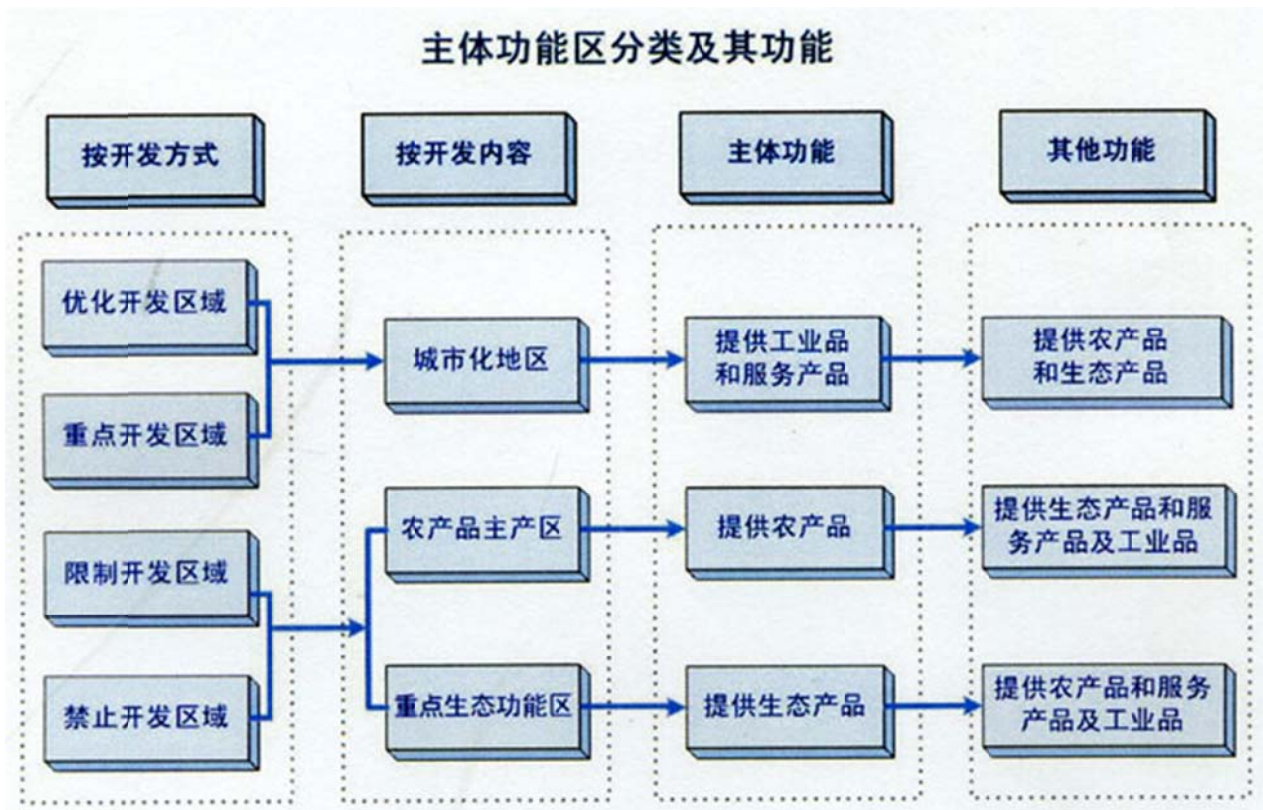 主体功能区分类及其功能
按开发方式
按开发内容
主体功能
其他功能
优化开发区域
重点开发区域
限制开发区域
禁止开发区域
城市化地区
农产品主产区
重点生态功能区
提供工业品
和服务产品
提供农产品
提供生态产品
提供农产品
和生态产品
提供生态产品和服
务产品及工业品
提供农产品和服务
产品及工业品